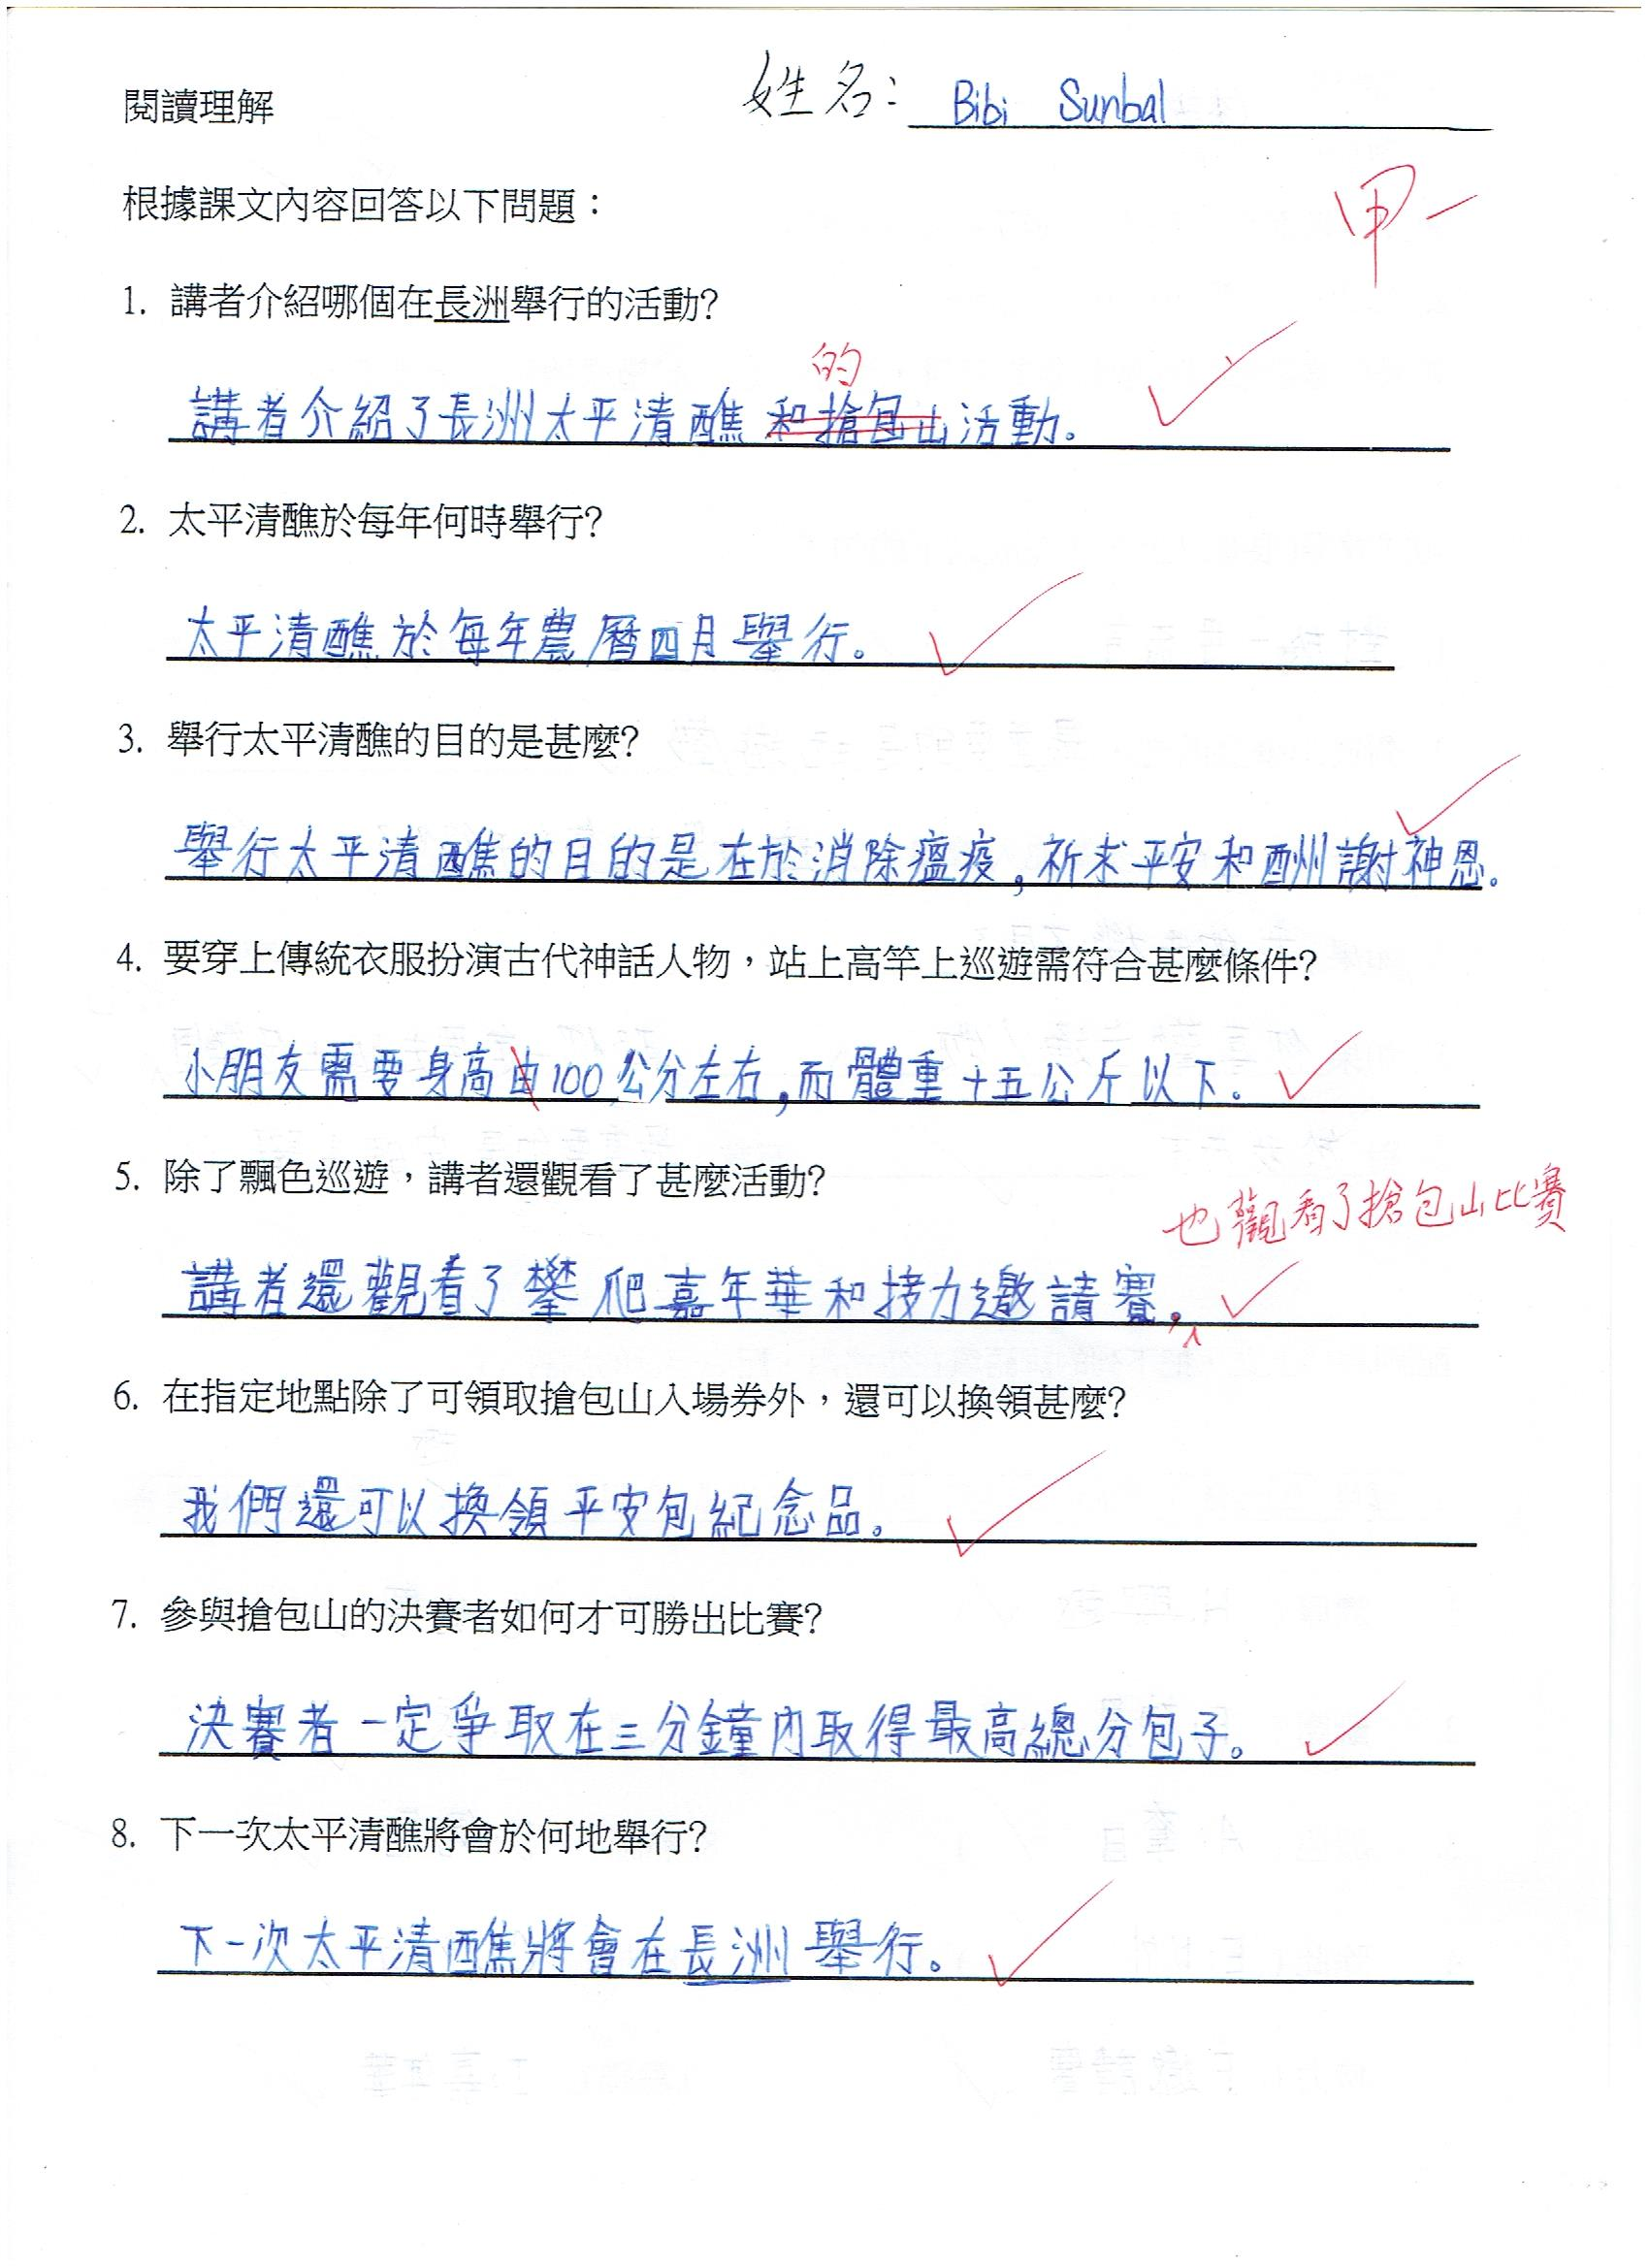 閱讀理解
姓名： Bibi Sunbal
甲-
根據課文內容回答以下問題：
1. 講者介紹哪個在長洲舉行的活動?
的
講者介紹了長洲太平清醮和搶包山活動。
2. 太平清醮於每年何時舉行?
太平清醮於每年農曆四月舉行。
3. 舉行太平清醮的目的是甚麼?
舉行太平清醮的目的是在於消除瘟疫，祈求平安和酬謝神恩。
4. 要穿上傳統衣服扮演古代神話人物，站上高竿上巡遊需符合甚麼條件?
小朋友需要身高由100公分左右，而體重十五公斤以下。
5. 除了飄色巡遊，講者還觀看了甚麼活動?
也觀看了搶包山比賽
講者還觀看了攀爬嘉年華和接力邀請賽，
6. 在指定地點除了可領取搶包山入場券外，還可以換領甚麼?
我們還可以換領平安包紀念品。
7. 參與搶包山的決賽者如何才可勝出比賽?
決賽者一定爭取在三分鐘內取得最高總分包子。
8. 下一次太平清醮將會於何地舉行?
下一次太平清醮將會在長洲舉行。